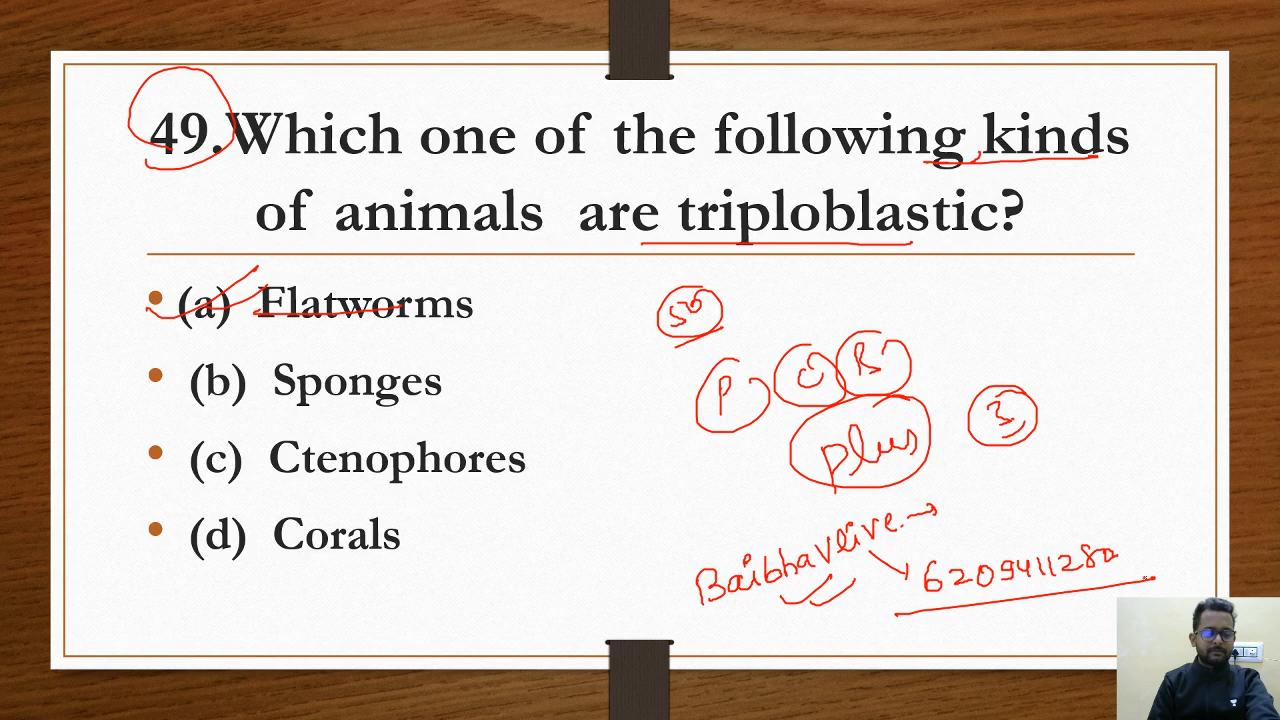 49.Which one of the following kinds
of animals are triploblastic?
(a) Flatworms
(b) Sponges
(c) Ctenophores
(d) Corals
P
plus
3
Baibhavlive
6209411280